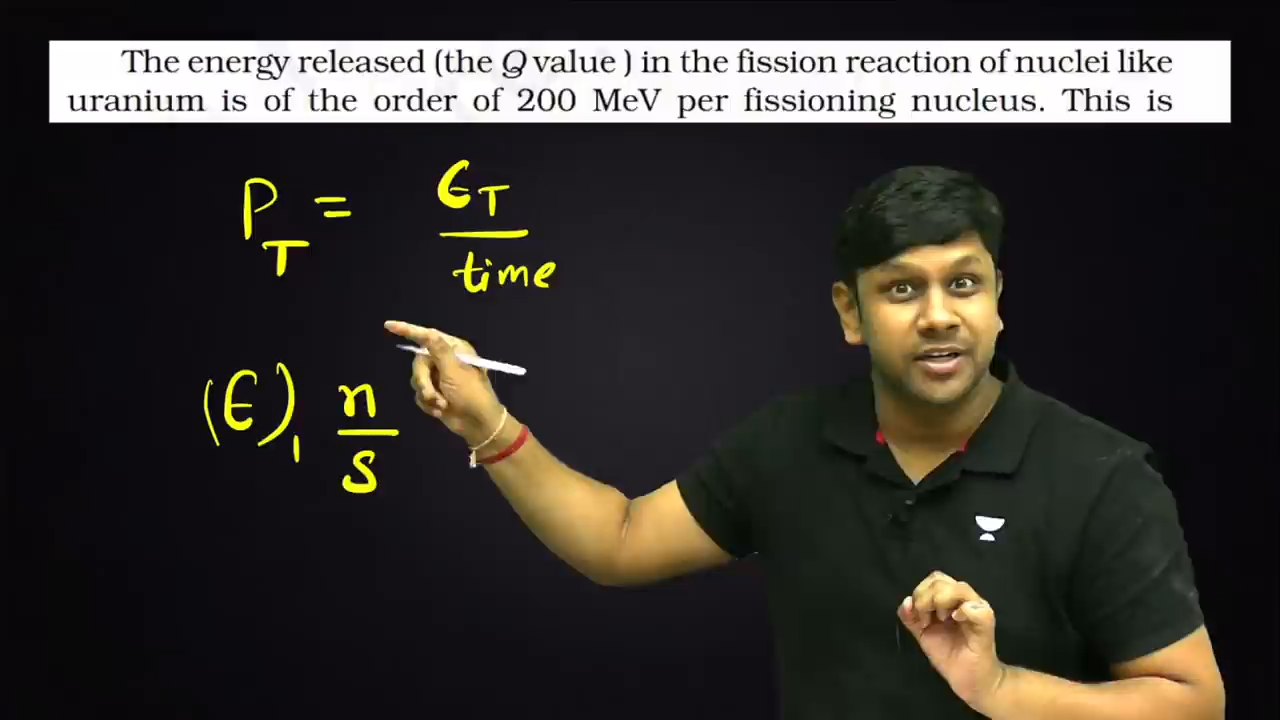 The energy released (the Q value ) in the fission reaction of nuclei like
uranium is of the order of 200 MeV per fissioning nucleus. This is
P_T = E_T / time
(E)_1 n/s